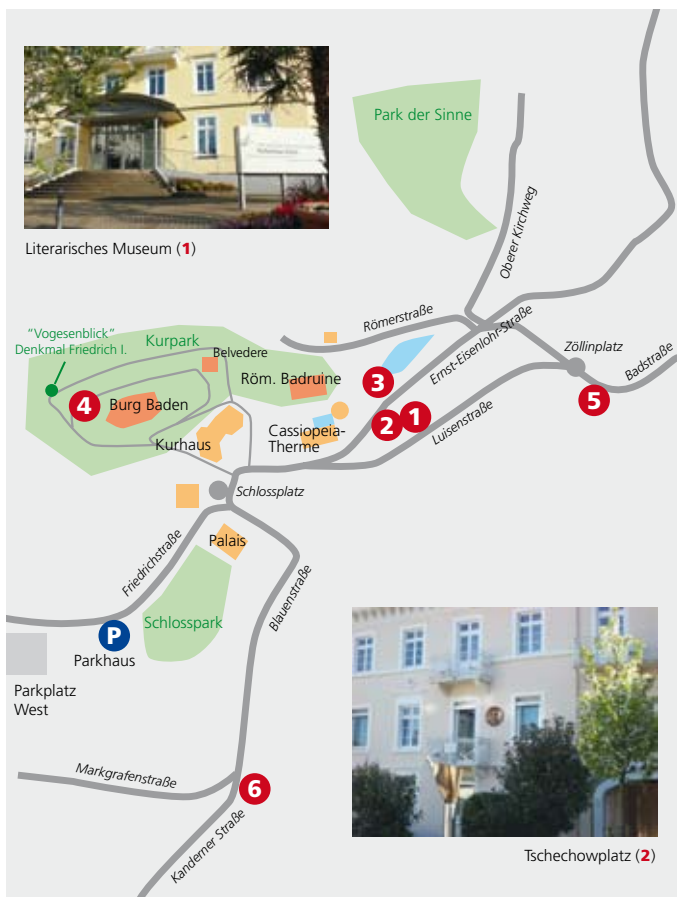 Literarisches Museum (1)
Park der Sinne
Oberer Kirchweg
Römerstraße
Ernst-Eisenlohr-Straße
Zöllinplatz
Badstraße
"Vogesenblick"
Denkmal Friedrich I.
Kurpark
Belvedere
Röm. Badruine
3
4
Burg Baden
5
2
1
Luisenstraße
Kurhaus
Cassiopeia-
Therme
Schlossplatz
Palais
Friedrichstraße
Blauenstraße
Schlosspark
P
Parkhaus
Parkplatz
West
Markgrafenstraße
6
Kanderner Straße
Tschechowplatz (2)